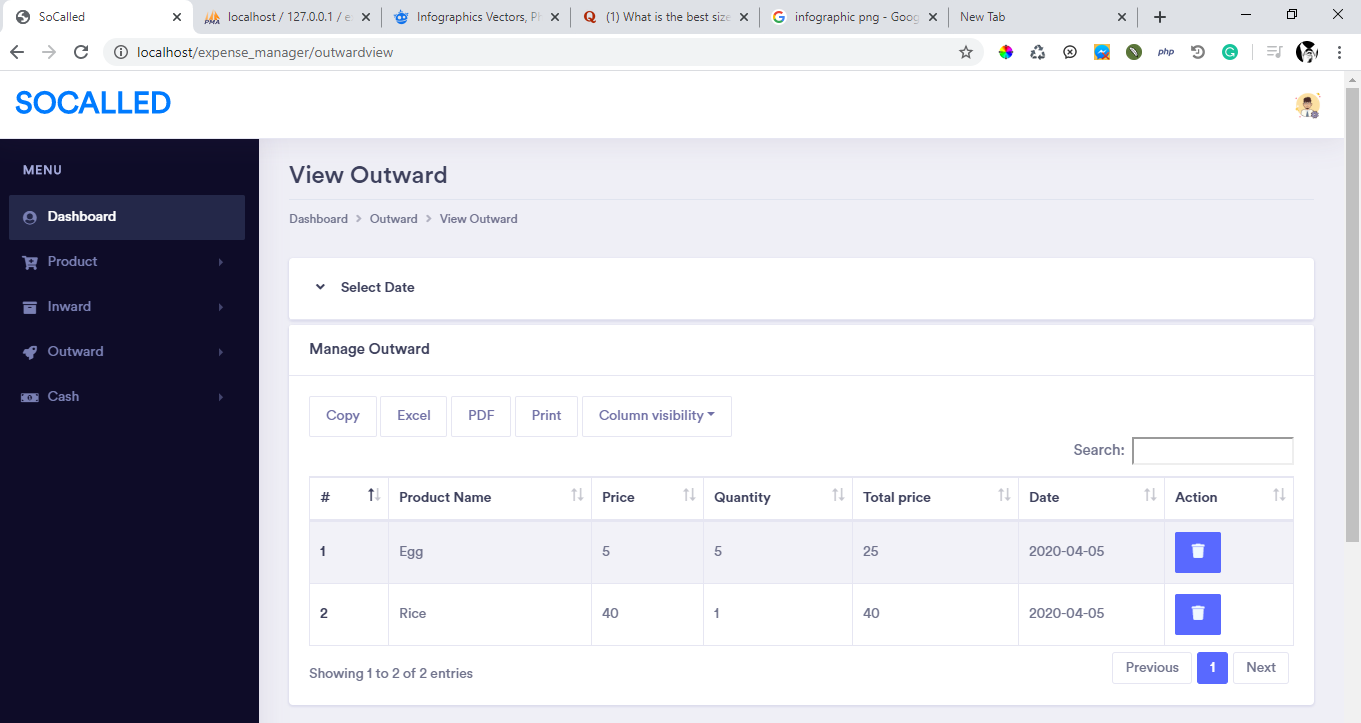 SoCalled
localhost / 127.0.0.1 / e
Infographics Vectors, Ph
(1) What is the best size
infographic png - Goog
New Tab
localhost/expense_manager/outwardview
php
SOCALLED
MENU
Dashboard
Product
Inward
Outward
Cash
View Outward
Dashboard > Outward > View Outward
Select Date
Manage Outward
Copy Excel PDF Print Column visibility
Search:
# Product Name Price Quantity Total price Date Action
1 Egg 5 5 25 2020-04-05
2 Rice 40 1 40 2020-04-05
Showing 1 to 2 of 2 entries
Previous 1 Next